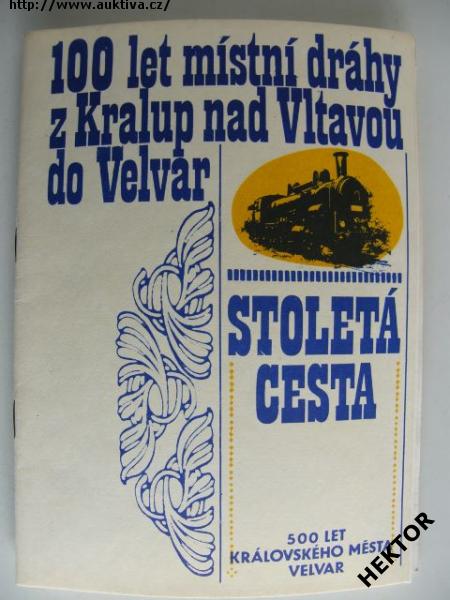 http://www.auktiva.cz/
100 let místní dráhy
z Kralup nad Vltavou
do Velvar
STOLETÁ
CESTA
500 LET
KRÁLOVSKÉHO MĚSTA
VELVAR
HEKTOR